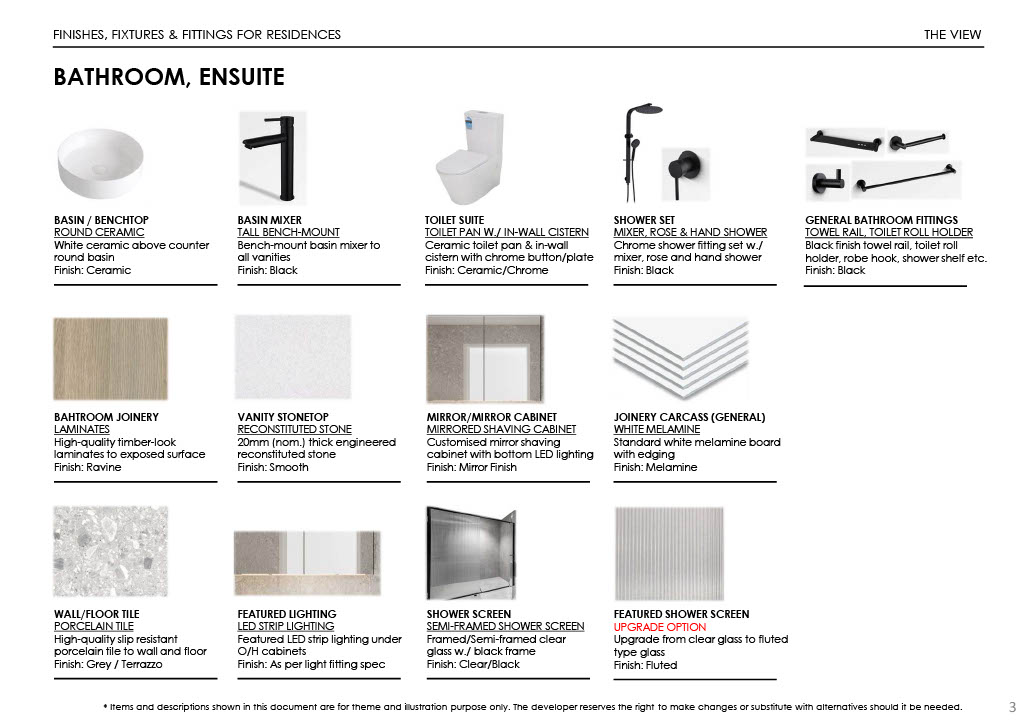 FINISHES, FIXTURES & FITTINGS FOR RESIDENCES
THE VIEW
BATHROOM, ENSUITE
BASIN / BENCHTOP
ROUND CERAMIC
White ceramic above counter
round basin
Finish: Ceramic
BASIN MIXER
TALL BENCH-MOUNT
Bench-mount basin mixer to
all vanities
Finish: Black
TOILET SUITE
TOILET PAN W./ IN-WALL CISTERN
Ceramic toilet pan & in-wall
cistern with chrome button/plate
Finish: Ceramic/Chrome
SHOWER SET
MIXER, ROSE & HAND SHOWER
Chrome shower fitting set w./
mixer, rose and hand shower
Finish: Black
GENERAL BATHROOM FITTINGS
TOWEL RAIL, TOILET ROLL HOLDER
Black finish towel rail, toilet roll
holder, robe hook, shower shelf etc.
Finish: Black
BAHTROOM JOINERY
LAMINATES
High-quality timber-look
laminates to exposed surface
Finish: Ravine
VANITY STONETOP
RECONSTITUTED STONE
20mm (nom.) thick engineered
reconstituted stone
Finish: Smooth
MIRROR/MIRROR CABINET
MIRRORED SHAVING CABINET
Customised mirror shaving
cabinet with bottom LED lighting
Finish: Mirror Finish
JOINERY CARCASS (GENERAL)
WHITE MELAMINE
Standard white melamine board
with edging
Finish: Melamine
WALL/FLOOR TILE
PORCELAIN TILE
High-quality slip resistant
porcelain tile to wall and floor
Finish: Grey / Terrazzo
FEATURED LIGHTING
LED STRIP LIGHTING
Featured LED strip lighting under
O/H cabinets
Finish: As per light fitting spec
SHOWER SCREEN
SEMI-FRAMED SHOWER SCREEN
Framed/Semi-framed clear
glass w./ black frame
Finish: Clear/Black
FEATURED SHOWER SCREEN
UPGRADE OPTION
Upgrade from clear glass to fluted
type glass
Finish: Fluted
* Items and descriptions shown in this document are for theme and illustration purpose only. The developer reserves the right to make changes or substitute with alternatives should it be needed.
3